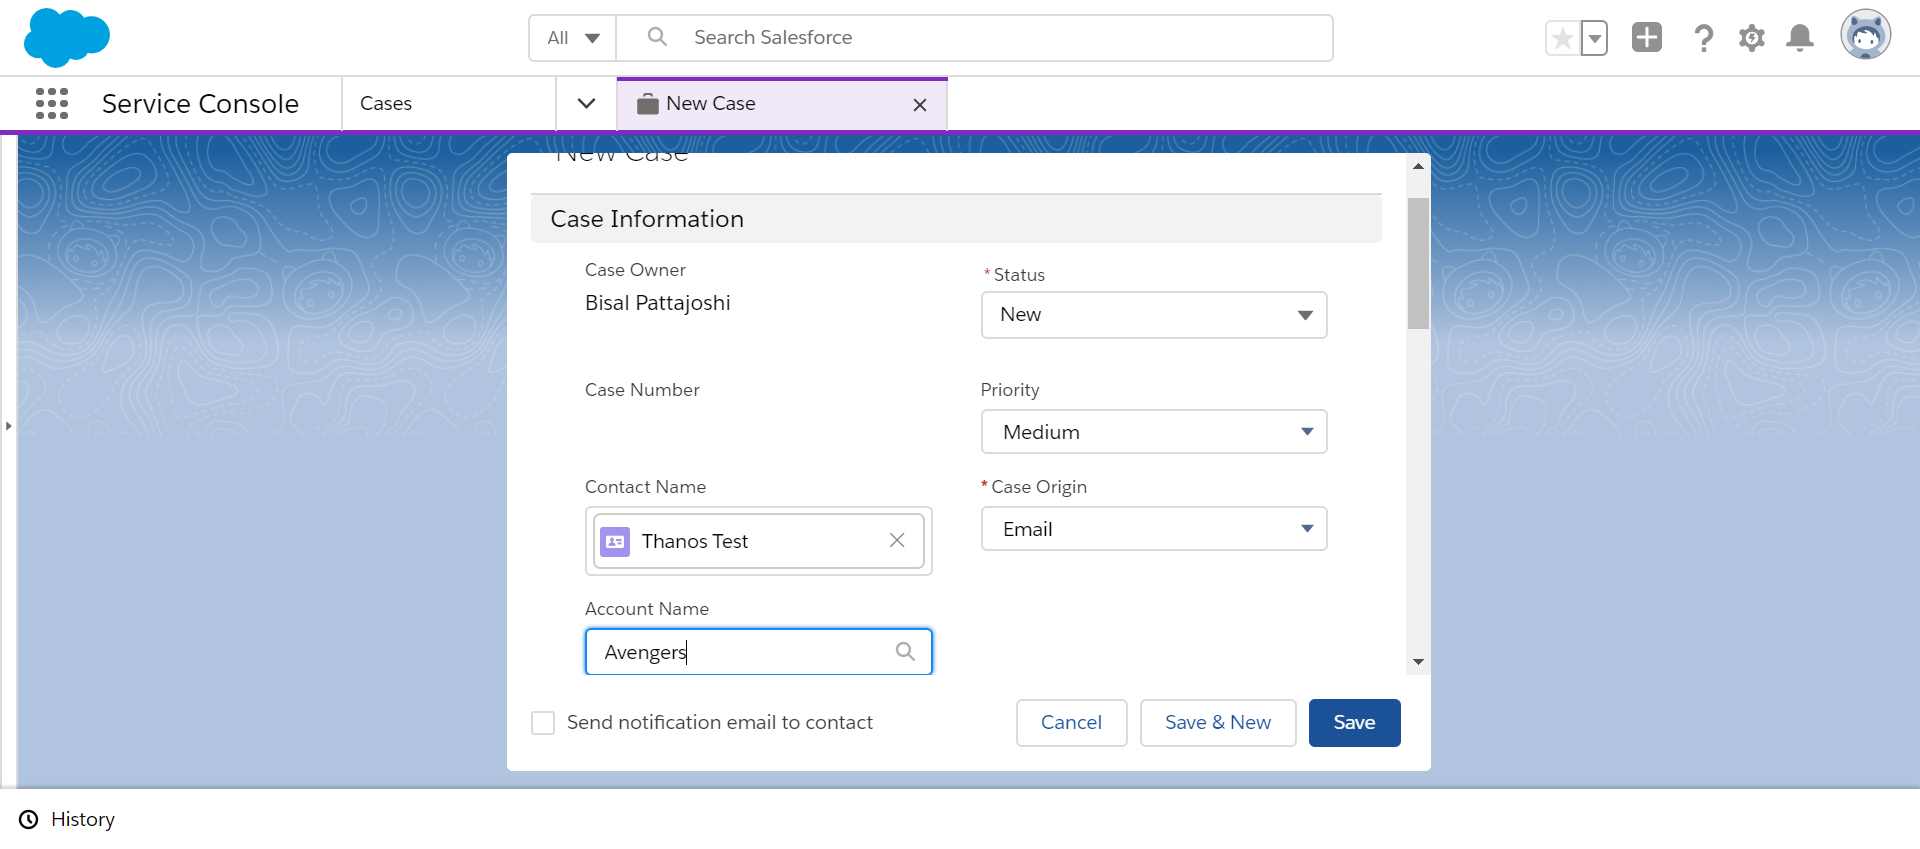 All
Search Salesforce
Service Console
Cases
New Case
New Case
Case Information
Case Owner
Bisal Pattajoshi
* Status
New
Case Number
Priority
Medium
Contact Name
Thanos Test
* Case Origin
Email
Account Name
Avengers
Send notification email to contact
Cancel
Save & New
Save
History